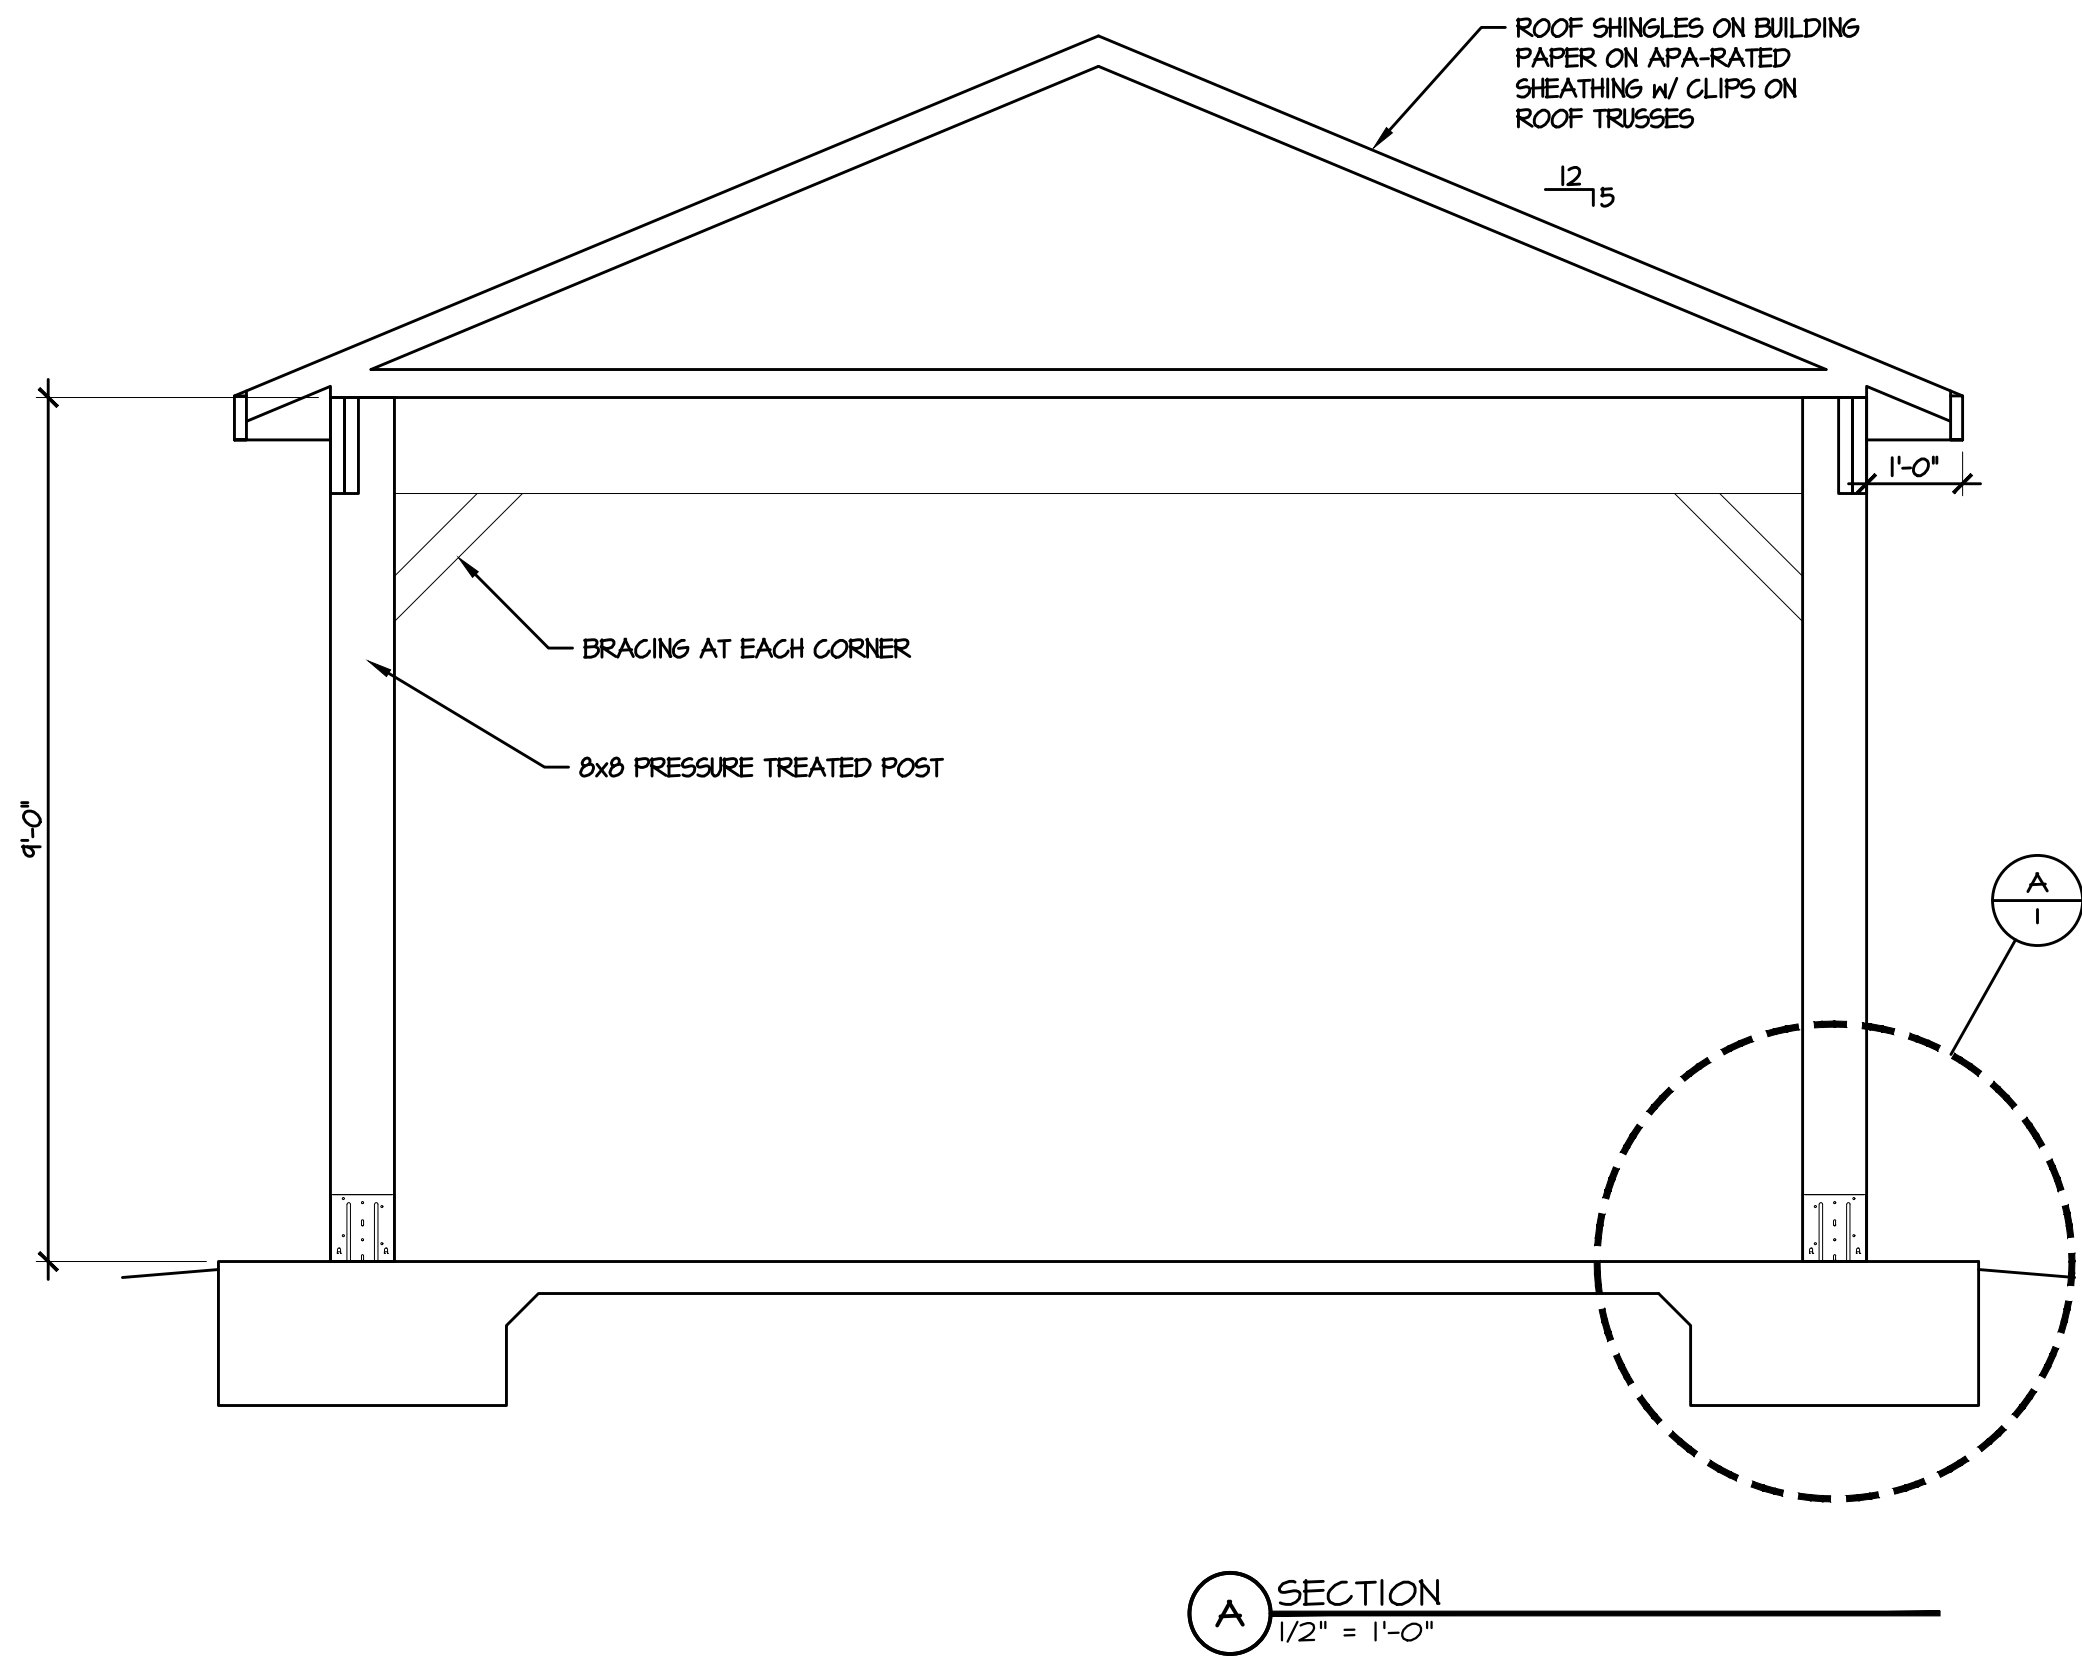 ROOF SHINGLES ON BUILDING
PAPER ON APA-RATED
SHEATHING W/ CLIPS ON
ROOF TRUSSES
12
5
1'-0"
BRACING AT EACH CORNER
8x8 PRESSURE TREATED POST
9'-0"
A
1
A
SECTION
1/2" = 1'-0"